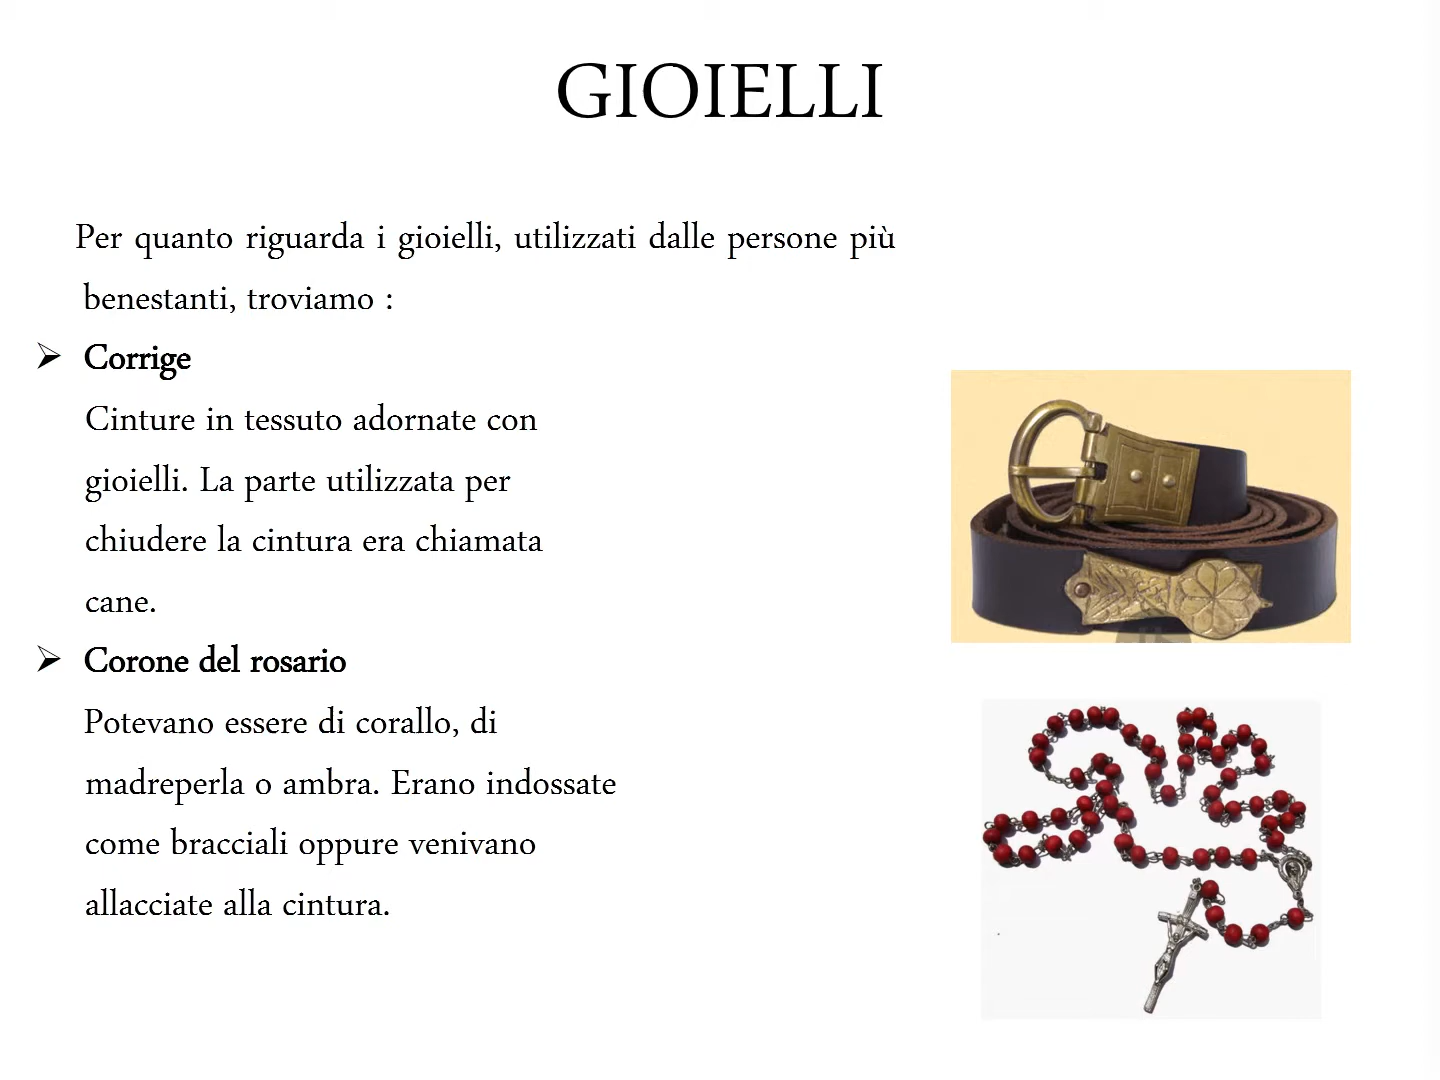 GIOIELLI
Per quanto riguarda i gioielli, utilizzati dalle persone più
benestanti, troviamo :
Corrige
Cinture in tessuto adornate con
gioielli. La parte utilizzata per
chiudere la cintura era chiamata
cane.
Corone del rosario
Potevano essere di corallo, di
madreperla o ambra. Erano indossate
come bracciali oppure venivano
allacciate alla cintura.